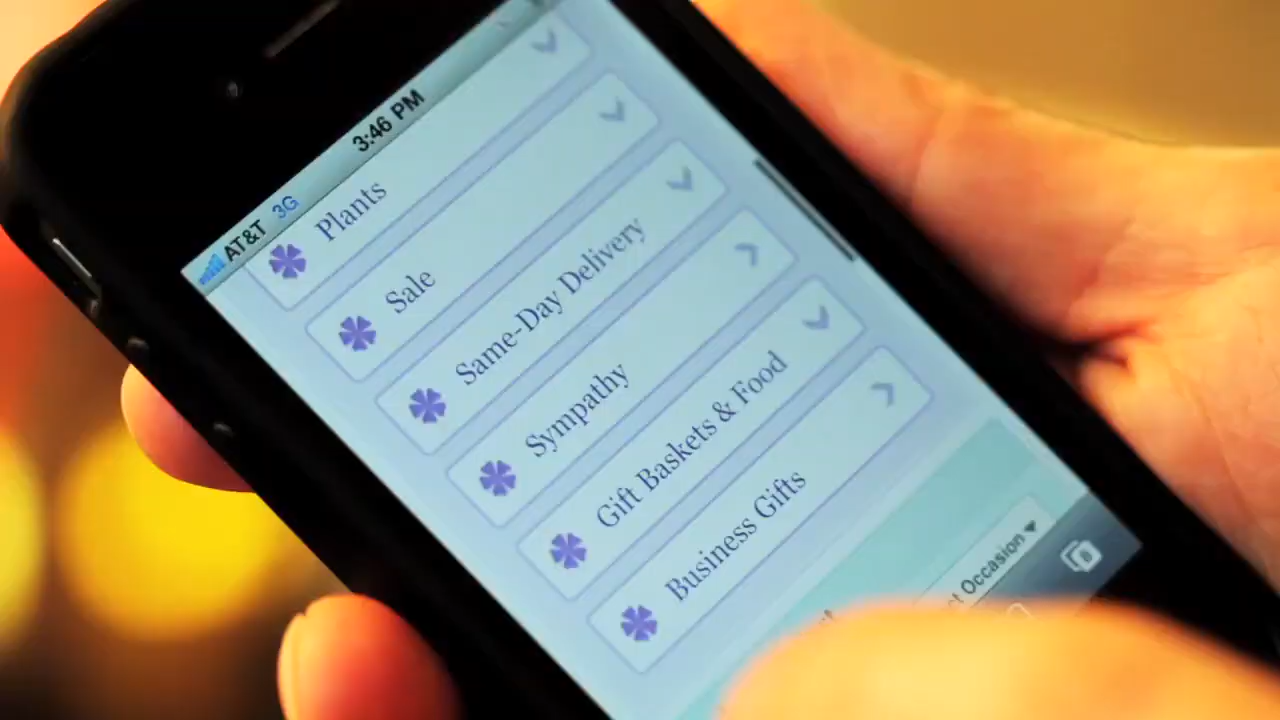 AT&T 3G 3:46 PM
Plants
Sale
Same-Day Delivery
Sympathy
Gift Baskets & Food
Business Gifts
Occasion